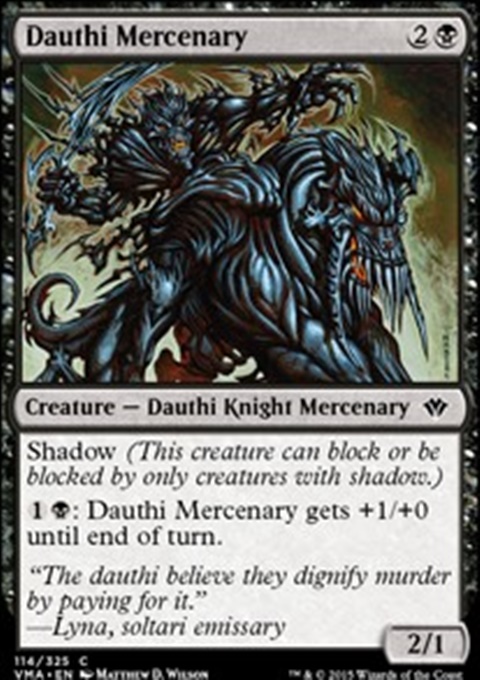 Dauthi Mercenary 2
Creature — Dauthi Knight Mercenary
Shadow (This creature can block or be
blocked by only creatures with shadow.)
1 : Dauthi Mercenary gets +1/+0
until end of turn.
"The dauthi believe they dignify murder
by paying for it."
—Lyna, soltari emissary
2/1
114/325 C
VMA • EN Matthew D. Wilson ™ & © 2015 Wizards of the Coast